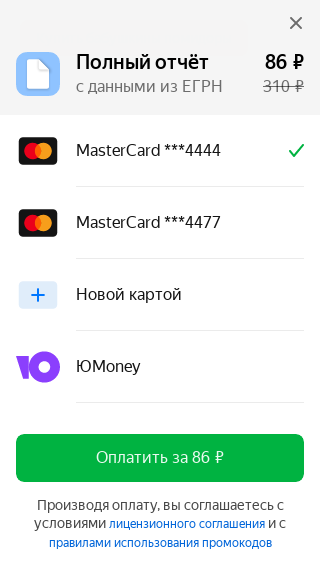 Полный отчёт 86 ₽
с данными из ЕГРН 310 ₽
MasterCard ***4444
MasterCard ***4477
Новой картой
ЮMoney
Оплатить за 86 ₽
Производя оплату, вы соглашаетесь с
условиями лицензионного соглашения и с
правилами использования промокодов